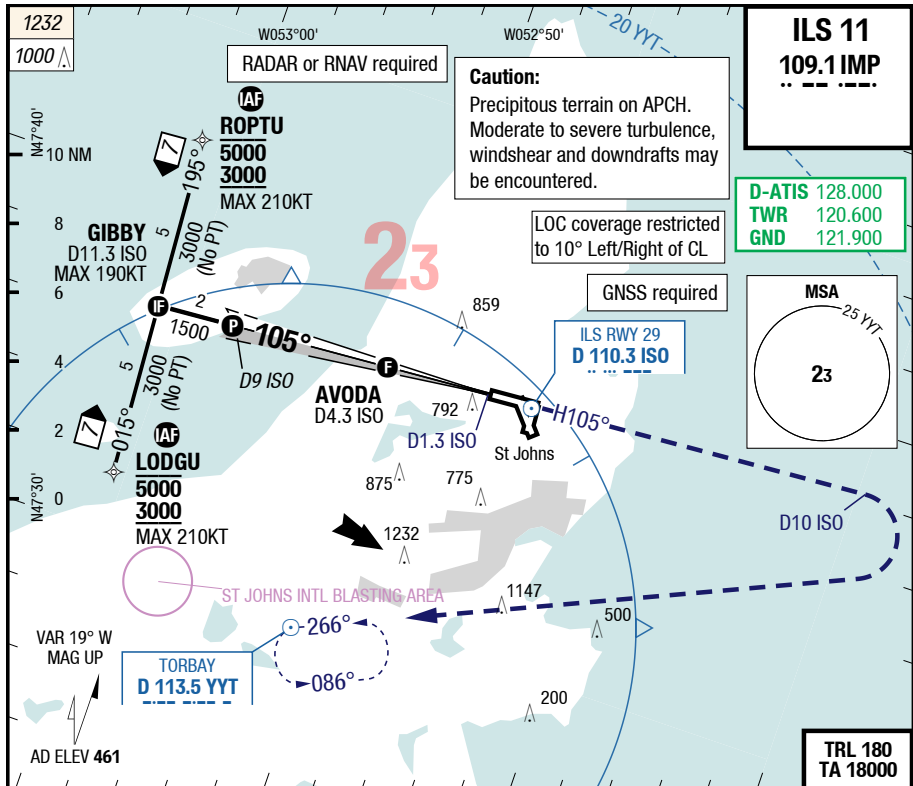 1232
1000
W053°00'
W052°50'
20 YYT
ILS 11
109.1 IMP
RADAR or RNAV required
Caution:
Precipitous terrain on APCH.
Moderate to severe turbulence,
windshear and downdrafts may
be encountered.
N47°40'
10 NM
8
6
4
2
0
N47°30'
IAF
ROPTU
5000
3000
MAX 210KT
7
195°
5
3000
(No PT)
GIBBY
D11.3 ISO
MAX 190KT
IF
2
1500
P
D9 ISO
105°
23
LOC coverage restricted
to 10° Left/Right of CL
D-ATIS 128.000
TWR 120.600
GND 121.900
GNSS required
MSA
25 YYT
23
859
ILS RWY 29
D 110.3 ISO
F
AVODA
D4.3 ISO
792
D1.3 ISO
St Johns
H105°
5
3000
(No PT)
7
015°
IAF
LODGU
5000
3000
MAX 210KT
875
775
1232
D10 ISO
ST JOHNS INTL BLASTING AREA
1147
500
266°
086°
TORBAY
D 113.5 YYT
200
VAR 19° W
MAG UP
AD ELEV 461
TRL 180
TA 18000